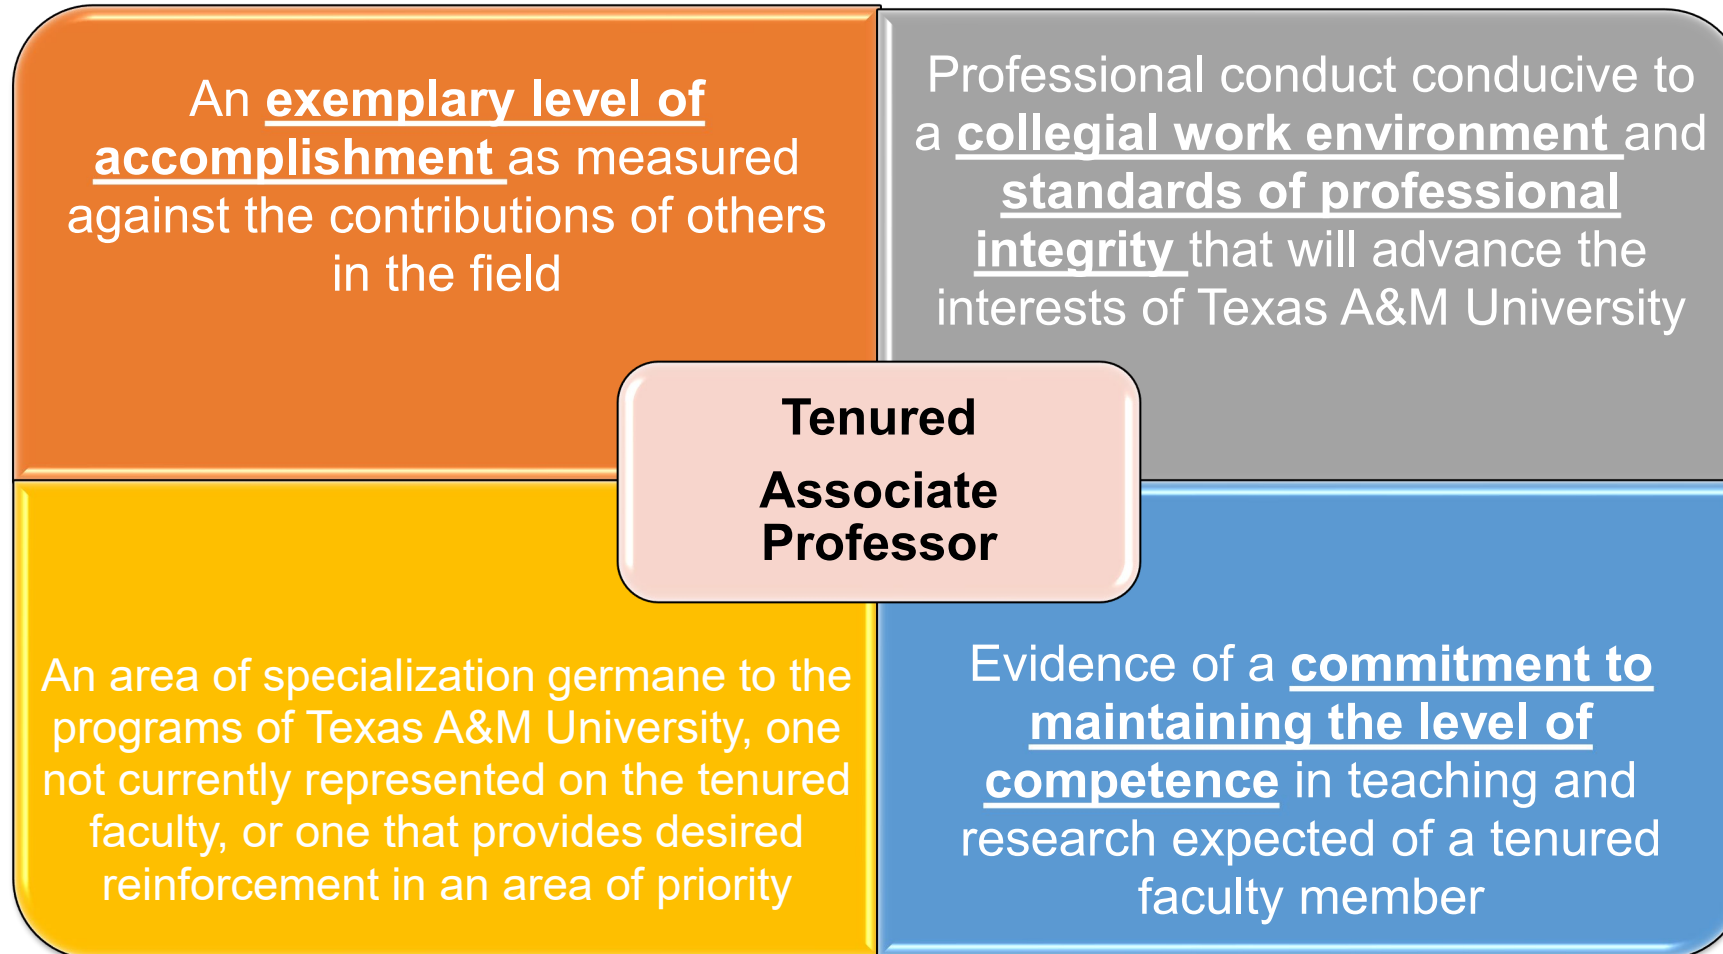 An exemplary level of
accomplishment as measured
against the contributions of others
in the field
Professional conduct conducive to
a collegial work environment and
standards of professional
integrity that will advance the
interests of Texas A&M University
Tenured
Associate
Professor
An area of specialization germane to the
programs of Texas A&M University, one
not currently represented on the tenured
faculty, or one that provides desired
reinforcement in an area of priority
Evidence of a commitment to
maintaining the level of
competence in teaching and
research expected of a tenured
faculty member